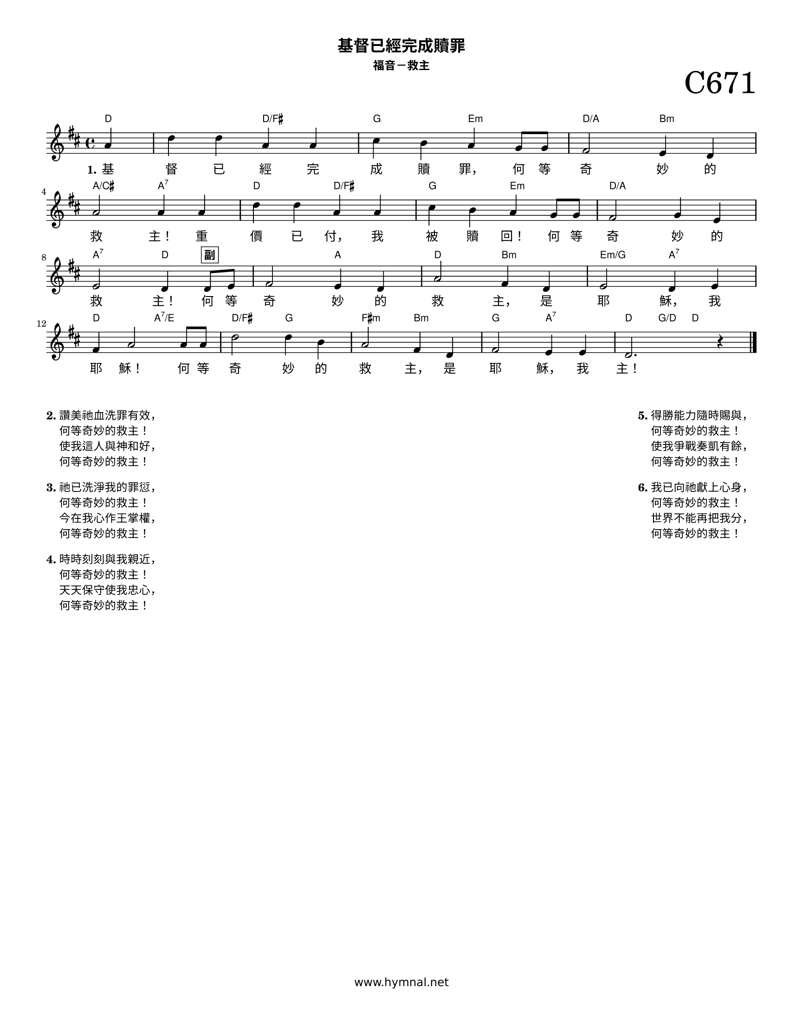 基督已經完成贖罪
福音－救主
C671
D D/F♯ G Em D/A Bm
1. 基 督 已 經 完 成 贖 罪， 何 等 奇 妙 的
4 A/C♯ A7 D D/F♯ G Em D/A
救 主！ 重 價 已 付， 我 被 贖 回！ 何 等 奇 妙 的
8 A7 D 副 A D Bm Em/G A7
救 主！ 何 等 奇 妙 的 救 主， 是 耶 穌， 我
12 D A7/E D/F♯ G F♯m Bm G A7 D G/D D
耶 穌！ 何 等 奇 妙 的 救 主， 是 耶 穌， 我 主！
2. 讚美祂血洗罪有效，
何等奇妙的救主！
使我這人與神和好，
何等奇妙的救主！
3. 祂已洗淨我的罪愆，
何等奇妙的救主！
今在我心作王掌權，
何等奇妙的救主！
4. 時時刻刻與我親近，
何等奇妙的救主！
天天保守使我忠心，
何等奇妙的救主！
5. 得勝能力隨時賜與，
何等奇妙的救主！
使我爭戰奏凱有餘，
何等奇妙的救主！
6. 我已向祂獻上心身，
何等奇妙的救主！
世界不能再把我分，
何等奇妙的救主！
www.hymnal.net